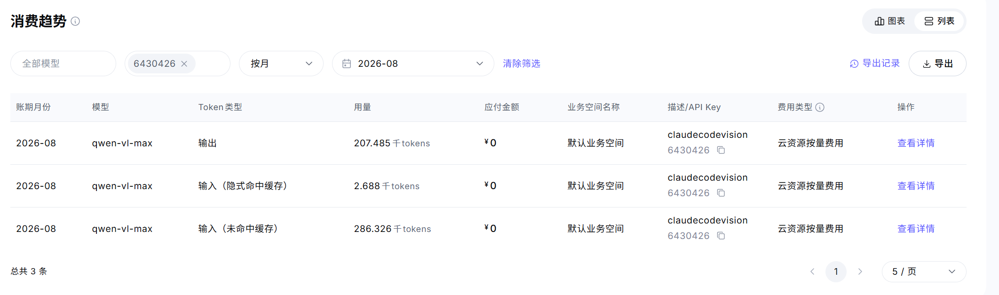 消费趋势
图表 列表
全部模型 6430426 按月 2026-08 清除筛选 导出记录 导出
账期月份 模型 Token类型 用量 应付金额 业务空间名称 描述/API Key 费用类型 操作
2026-08 qwen-vl-max 输出 207.485 千tokens ¥0 默认业务空间 claudecodevision 云资源按量费用 查看详情
6430426
2026-08 qwen-vl-max 输入（隐式命中缓存） 2.688 千tokens ¥0 默认业务空间 claudecodevision 云资源按量费用 查看详情
6430426
2026-08 qwen-vl-max 输入（未命中缓存） 286.326 千tokens ¥0 默认业务空间 claudecodevision 云资源按量费用 查看详情
6430426
总共 3 条 1 5 / 页